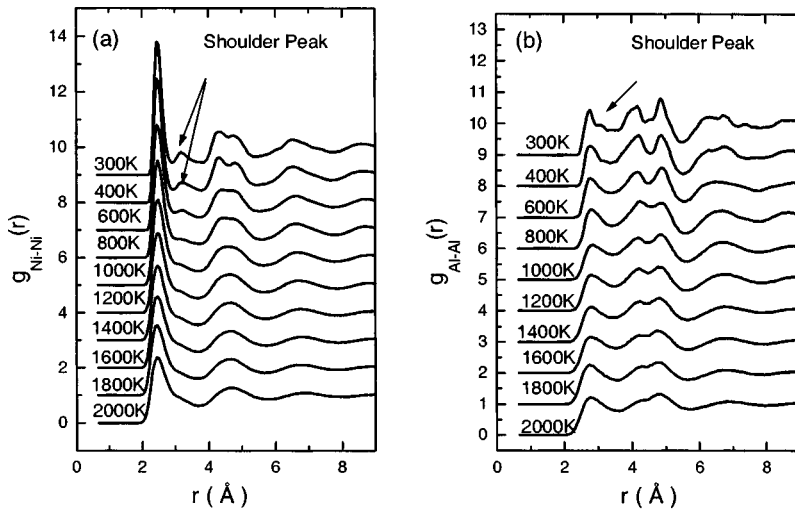 (a)
Shoulder Peak
14
12
10
8
6
4
2
0
300K
400K
600K
800K
1000K
1200K
1400K
1600K
1800K
2000K
g Ni-Ni (r)
0 2 4 6 8
r ( Å )
(b)
Shoulder Peak
13
12
11
10
9
8
7
6
5
4
3
2
1
0
300K
400K
600K
800K
1000K
1200K
1400K
1600K
1800K
2000K
g Al-Al (r)
0 2 4 6 8
r ( Å )